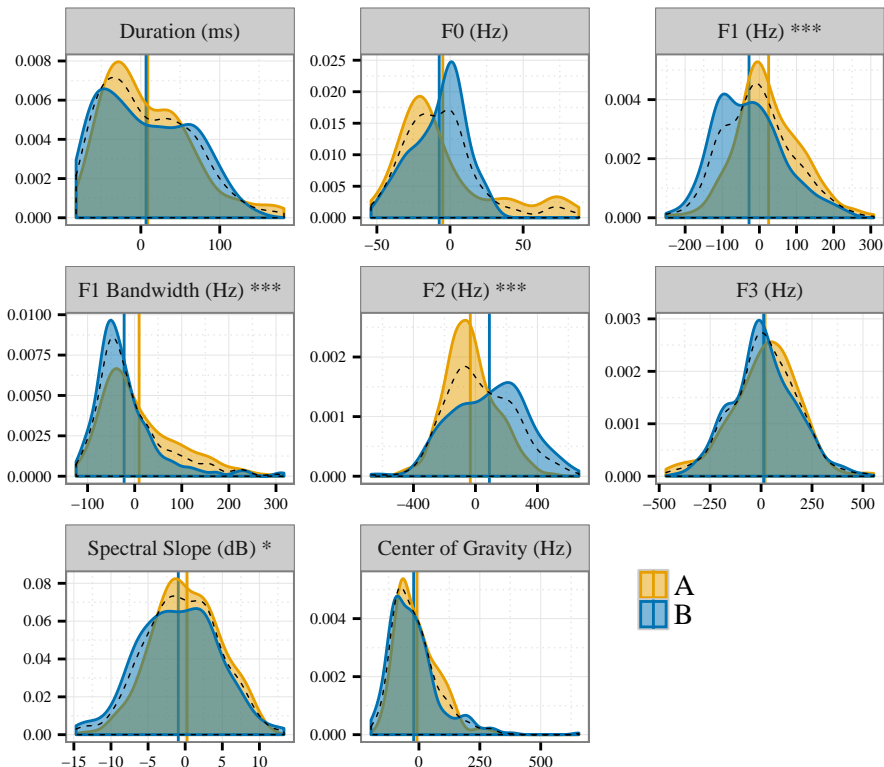 Duration (ms)
F0 (Hz)
F1 (Hz) ***
0.008
0.006
0.004
0.002
0.000
0 100
0.025
0.020
0.015
0.010
0.005
0.000
−50 0 50
0.004
0.002
0.000
−200 −100 0 100 200 300
F1 Bandwidth (Hz) ***
F2 (Hz) ***
F3 (Hz)
0.0100
0.0075
0.0050
0.0025
0.0000
−100 0 100 200 300
0.002
0.001
0.000
−400 0 400
0.003
0.002
0.001
0.000
−500 −250 0 250 500
Spectral Slope (dB) *
Center of Gravity (Hz)
0.08
0.06
0.04
0.02
0.00
−15 −10 −5 0 5 10
0.004
0.002
0.000
0 250 500
A
B